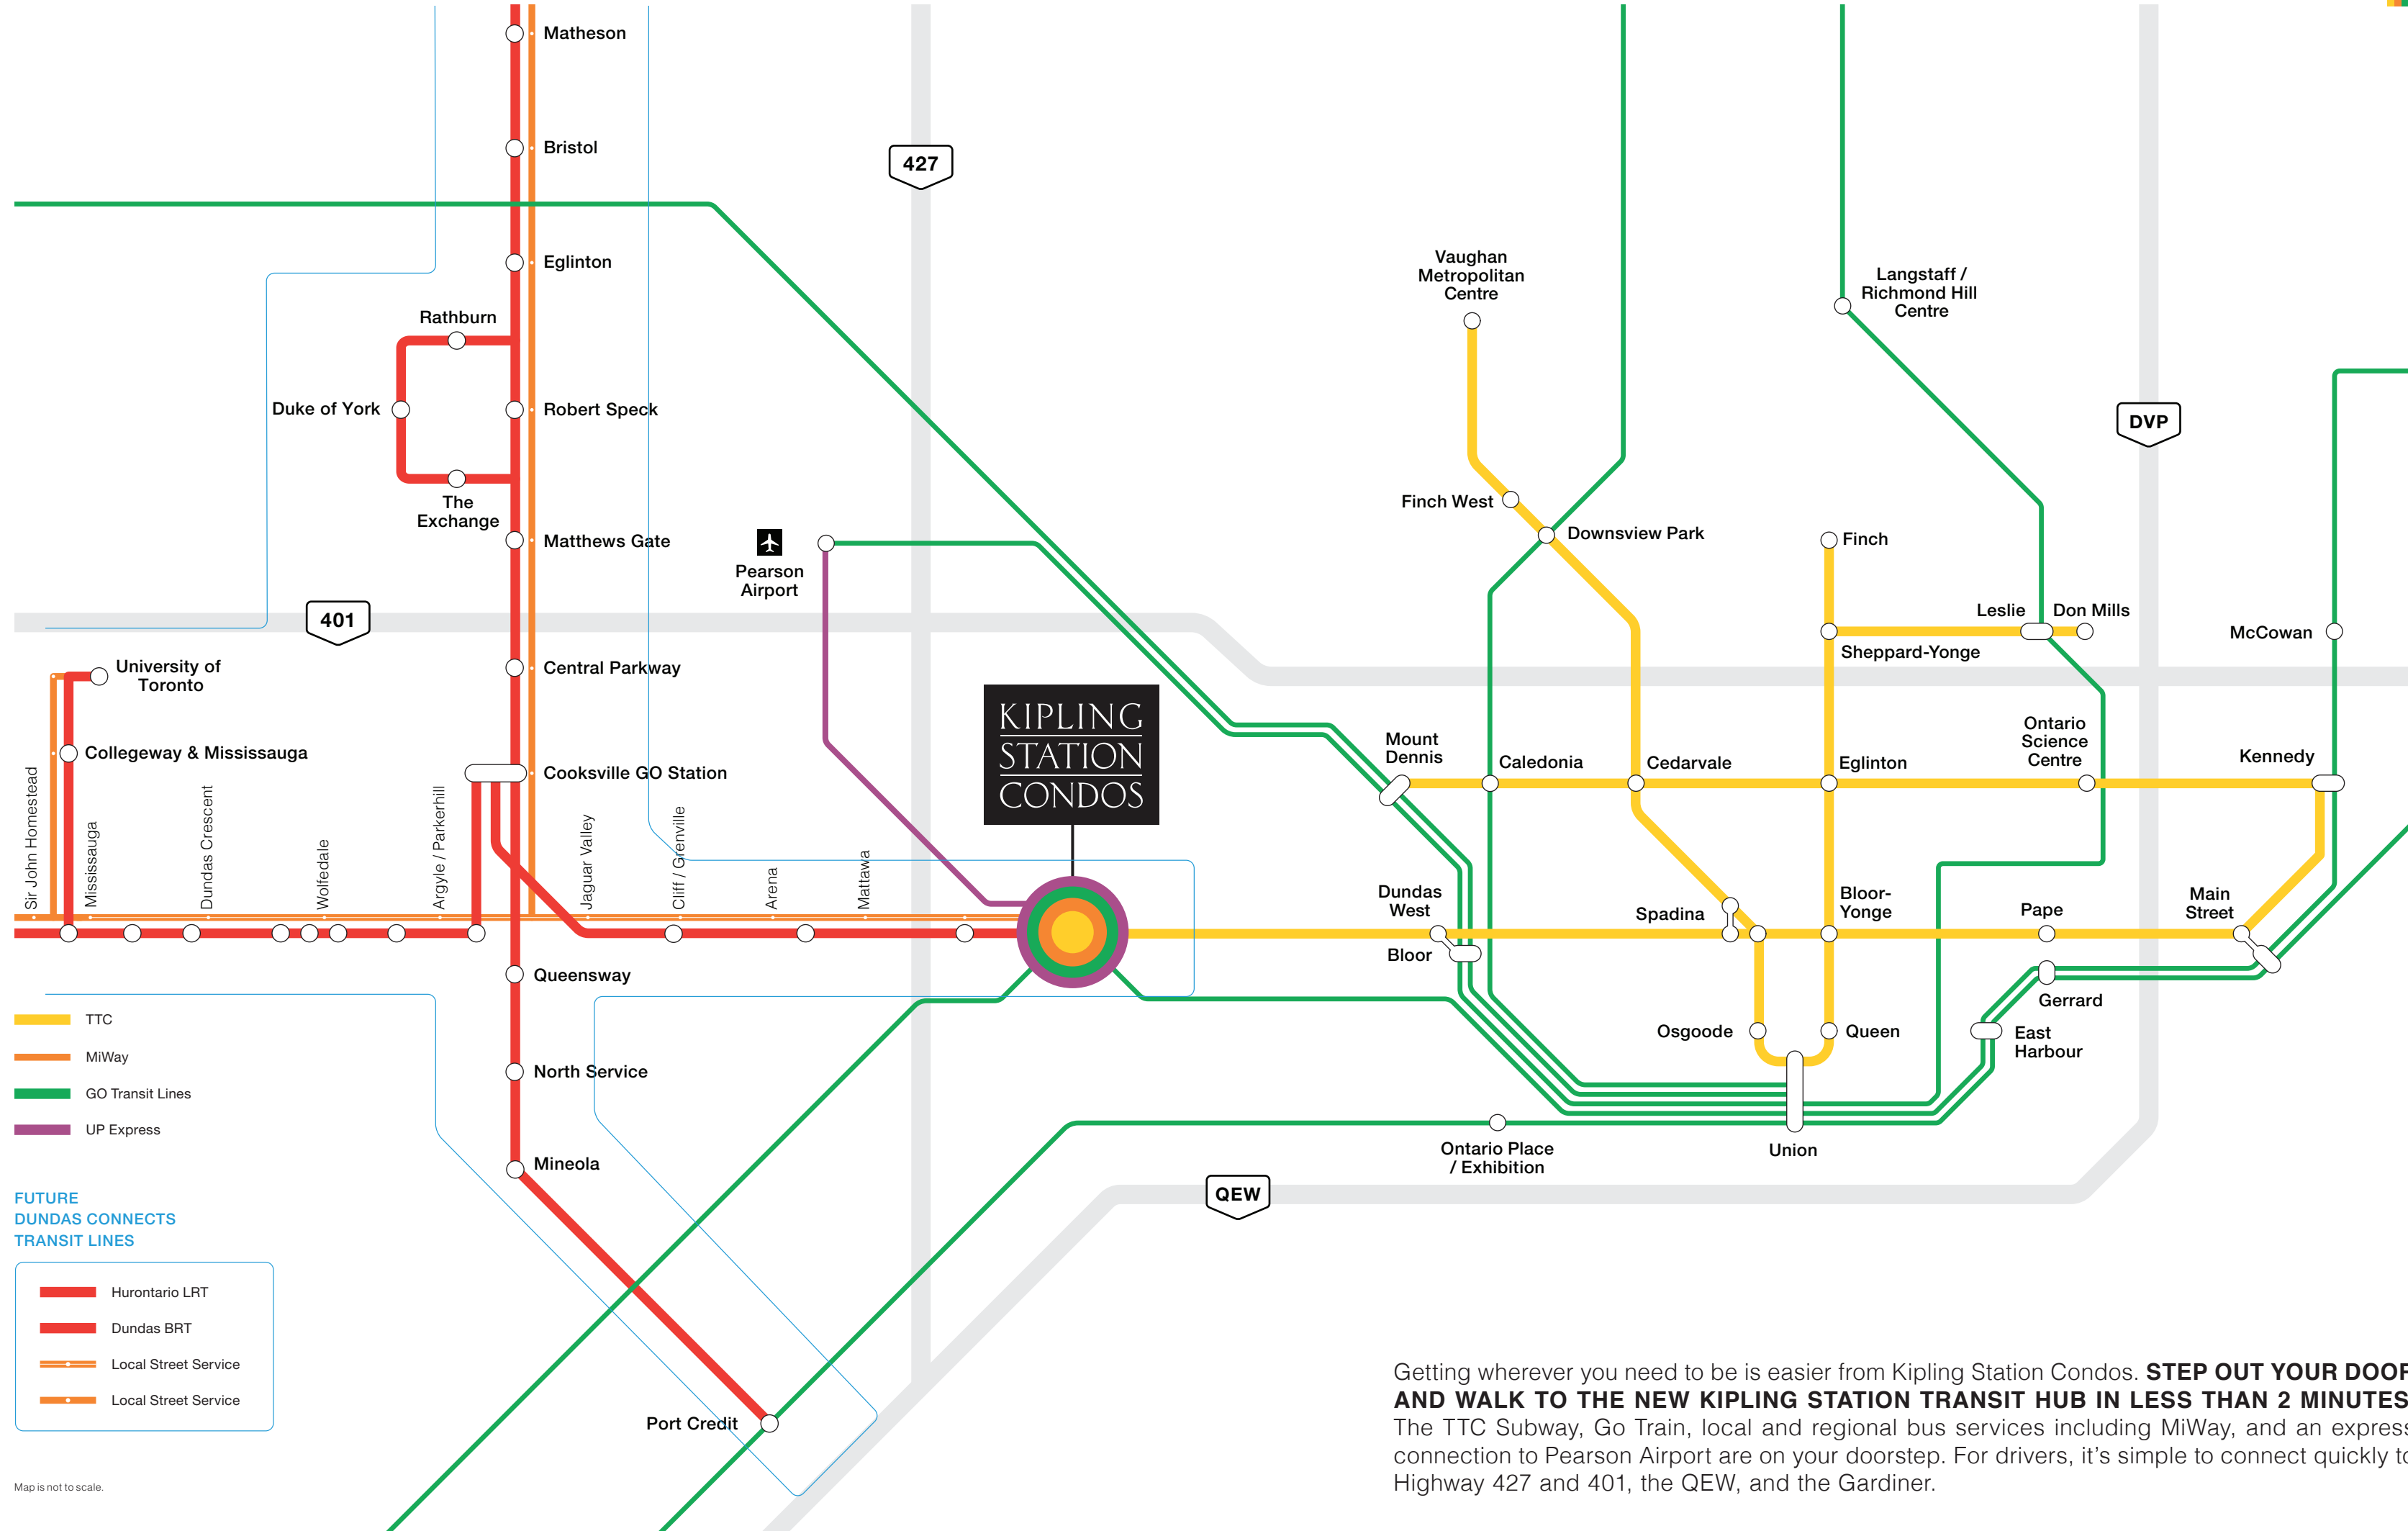 Matheson
Bristol
427
Eglinton
Vaughan
Metropolitan
Centre
Langstaff /
Richmond Hill
Centre
Rathburn
Duke of York
Robert Speck
DVP
The
Exchange
Finch West
Downsview Park
Matthews Gate
Finch
Pearson
Airport
401
Leslie
Don Mills
McCowan
Sheppard-Yonge
University of
Toronto
Central Parkway
KIPLING
STATION
CONDOS
Collegeway & Mississauga
Cooksville GO Station
Mount
Dennis
Caledonia
Cedarvale
Eglinton
Ontario
Science
Centre
Kennedy
Sir John Homestead
Mississauga
Dundas Crescent
Wolfedale
Argyle / Parkerhill
Jaguar Valley
Cliff / Grenville
Arena
Mattawa
Dundas
West
Bloor
Spadina
Bloor-
Yonge
Pape
Main
Street
Queensway
Gerrard
Osgoode
Queen
East
Harbour
TTC
MiWay
GO Transit Lines
UP Express
North Service
Mineola
Ontario Place
/ Exhibition
Union
QEW
FUTURE
DUNDAS CONNECTS
TRANSIT LINES
Hurontario LRT
Dundas BRT
Local Street Service
Local Street Service
Port Credit
Map is not to scale.
Getting wherever you need to be is easier from Kipling Station Condos. STEP OUT YOUR DOOR
AND WALK TO THE NEW KIPLING STATION TRANSIT HUB IN LESS THAN 2 MINUTES
The TTC Subway, Go Train, local and regional bus services including MiWay, and an express
connection to Pearson Airport are on your doorstep. For drivers, it's simple to connect quickly to
Highway 427 and 401, the QEW, and the Gardiner.